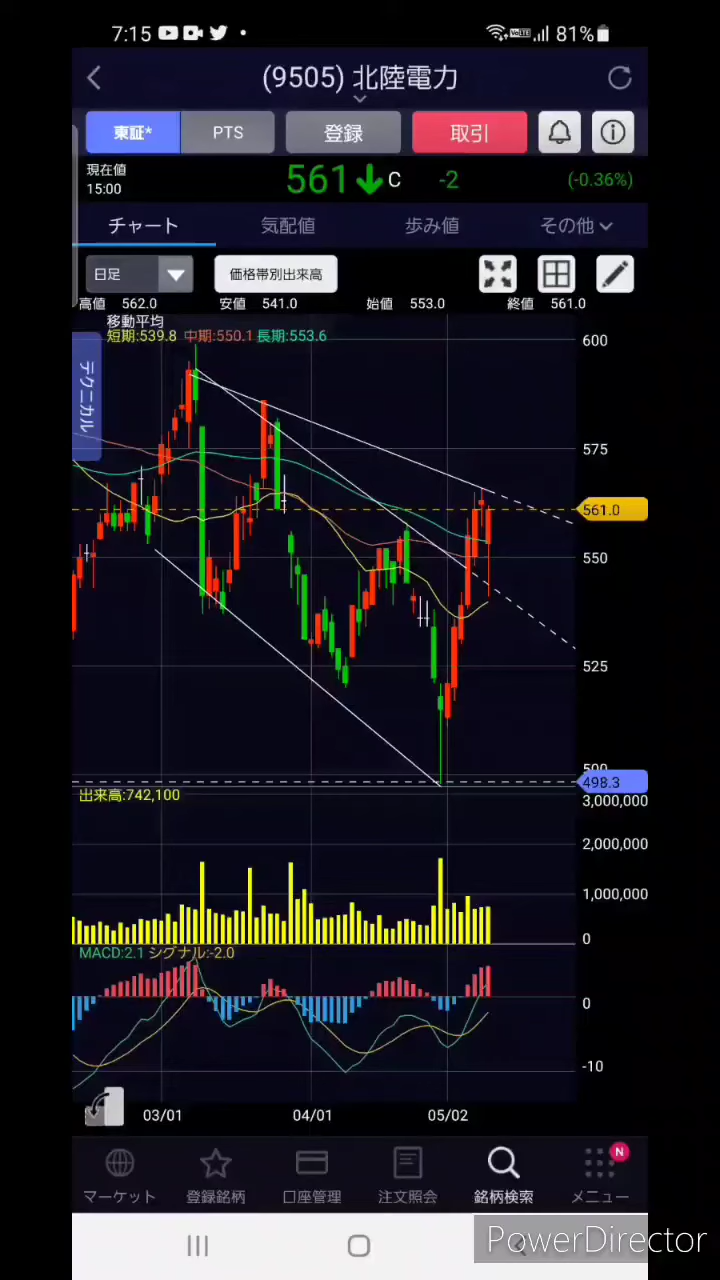 7:15 81%
(9505) 北陸電力
東証* PTS 登録 取引
現在値
15:00
561 C -2 (-0.36%)
チャート 気配値 歩み値 その他
日足 価格帯別出来高
高値 562.0 安値 541.0 始値 553.0 終値 561.0
移動平均
短期:539.8 中期:550.1 長期:553.6
テクニカル
600
575
561.0
550
525
500
498.3
出来高:742,100
3,000,000
2,000,000
1,000,000
0
MACD:2.1 シグナル:-2.0
0
-10
03/01 04/01 05/02
N
マーケット 登録銘柄 口座管理 注文照会 銘柄検索 メニュー
PowerDirector